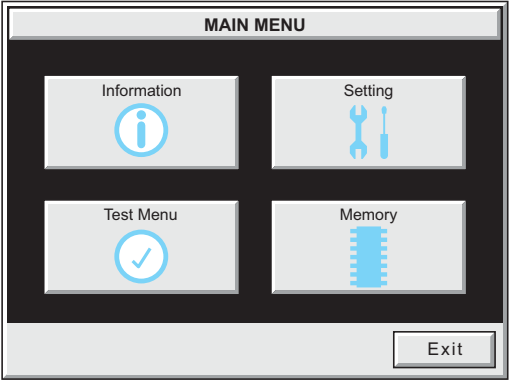 MAIN MENU
Information
Setting
Test Menu
Memory
Exit